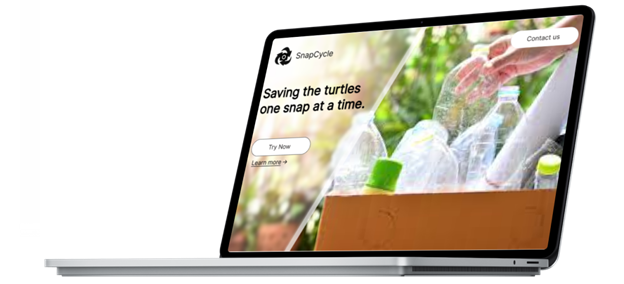 SnapCycle
Contact us
Saving the turtles
one snap at a time.
Try Now
Learn more→